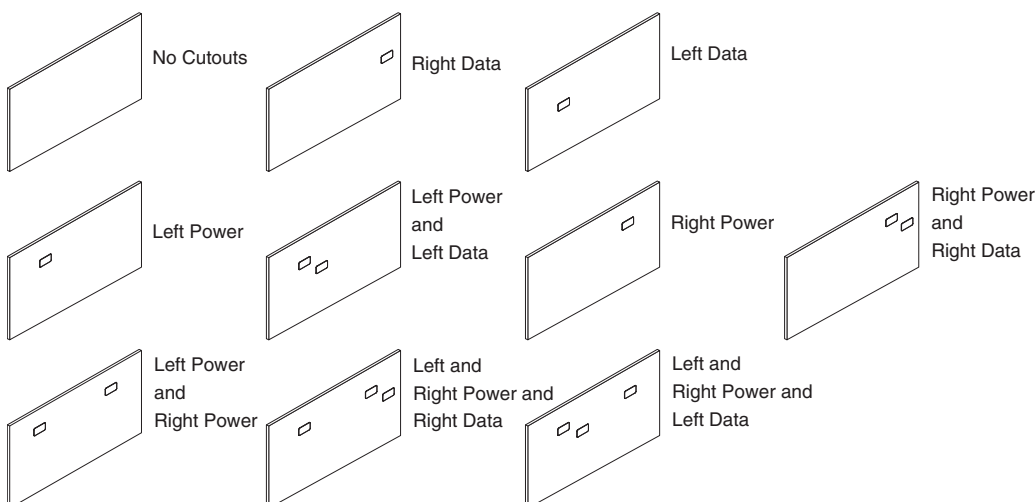 No Cutouts
Right Data
Left Data
Left Power
Left Power
and
Left Data
Right Power
Right Power
and
Right Data
Left Power
and
Right Power
Left and
Right Power and
Right Data
Left and
Right Power and
Left Data